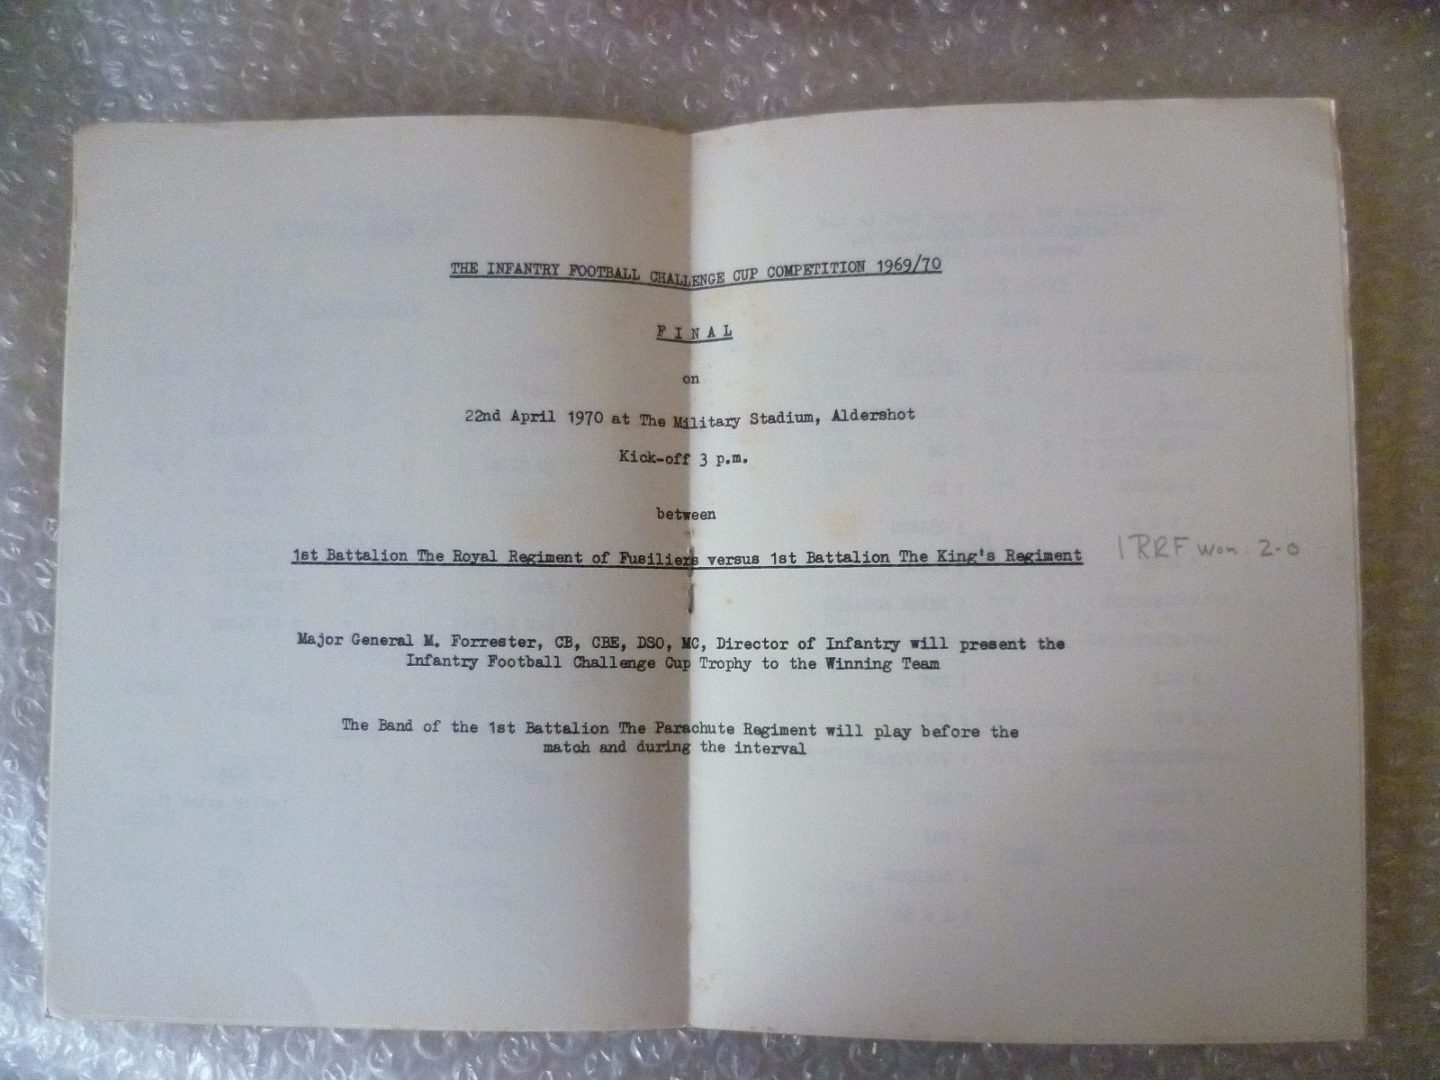 THE INFANTRY FOOTBALL CHALLENGE CUP COMPETITION 1969/70
F I N A L
on
22nd April 1970 at The Military Stadium, Aldershot
Kick-off 3 p.m.
between
1st Battalion The Royal Regiment of Fusiliers versus 1st Battalion The King's Regiment 1RRF won 2-0
Major General M. Forrester, CB, CBE, DSO, MC, Director of Infantry will present the
Infantry Football Challenge Cup Trophy to the Winning Team
The Band of the 1st Battalion The Parachute Regiment will play before the
match and during the interval